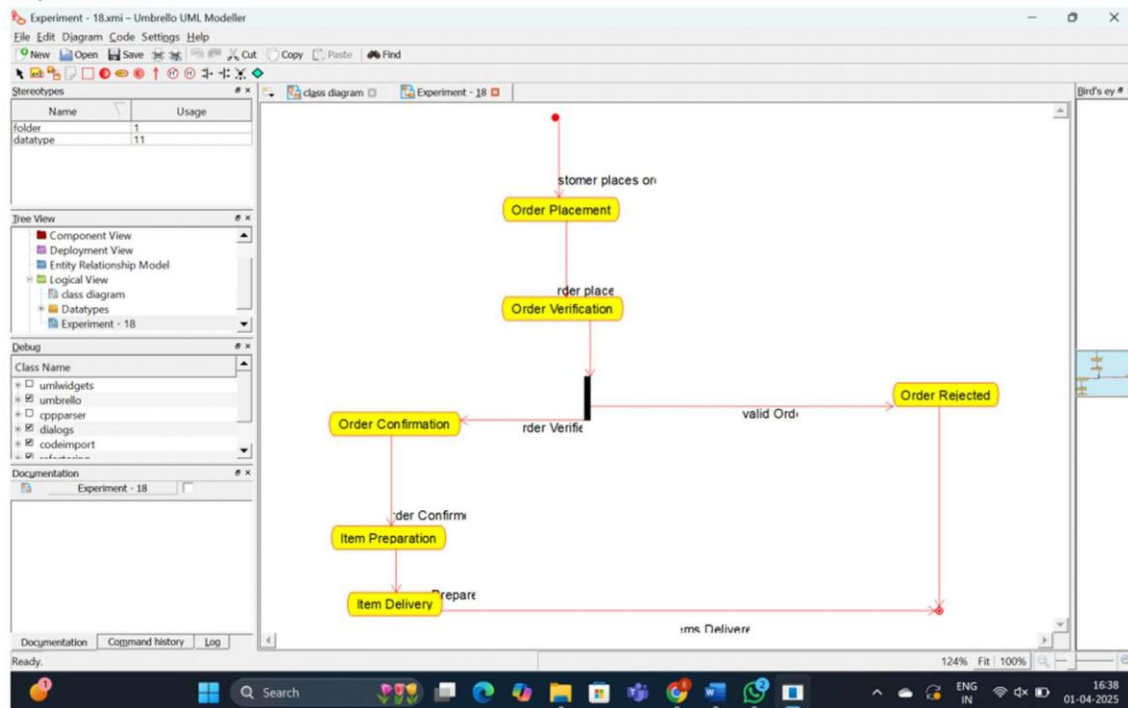 Experiment - 18.xmi – Umbrello UML Modeller
File Edit Diagram Code Settings Help
New Open Save Cut Copy Paste Find
Stereotypes
Name Usage
folder 1
datatype 11
Tree View
Component View
Deployment View
Entity Relationship Model
Logical View
class diagram
Datatypes
Experiment - 18
Debug
Class Name
umlwidgets
umbrello
cppparser
dialogs
codeimport
Documentation
Experiment - 18
Documentation Command history Log
Ready.
class diagram Experiment - 18
stomer places or
Order Placement
rder place
Order Verification
Order Rejected
valid Ord
Order Confirmation
rder Verifie
rder Confirm
Item Preparation
Prepare
Item Delivery
ms Delivere
Bird's ey
124% Fit 100%
Search
ENG
IN
16:38
01-04-2025